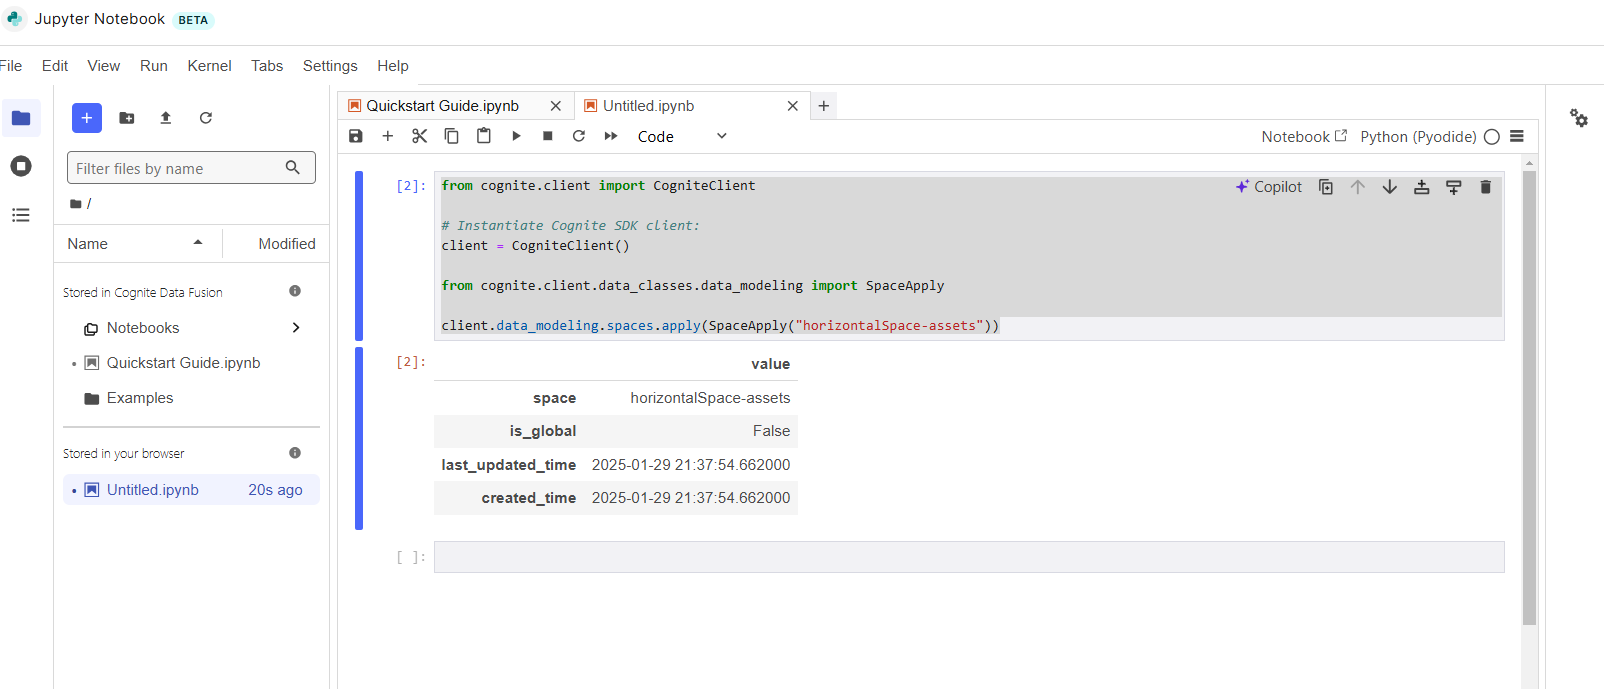 Jupyter Notebook BETA
File Edit View Run Kernel Tabs Settings Help
Filter files by name
/
Name Modified
Stored in Cognite Data Fusion
Notebooks
Quickstart Guide.ipynb
Examples
Stored in your browser
Untitled.ipynb 20s ago
Quickstart Guide.ipynb Untitled.ipynb
Code Notebook Python (Pyodide)
[2]: from cognite.client import CogniteClient Copilot
# Instantiate Cognite SDK client:
client = CogniteClient()
from cognite.client.data_classes.data_modeling import SpaceApply
client.data_modeling.spaces.apply(SpaceApply("horizontalSpace-assets"))
[2]: value
space horizontalSpace-assets
is_global False
last_updated_time 2025-01-29 21:37:54.662000
created_time 2025-01-29 21:37:54.662000
[ ]: